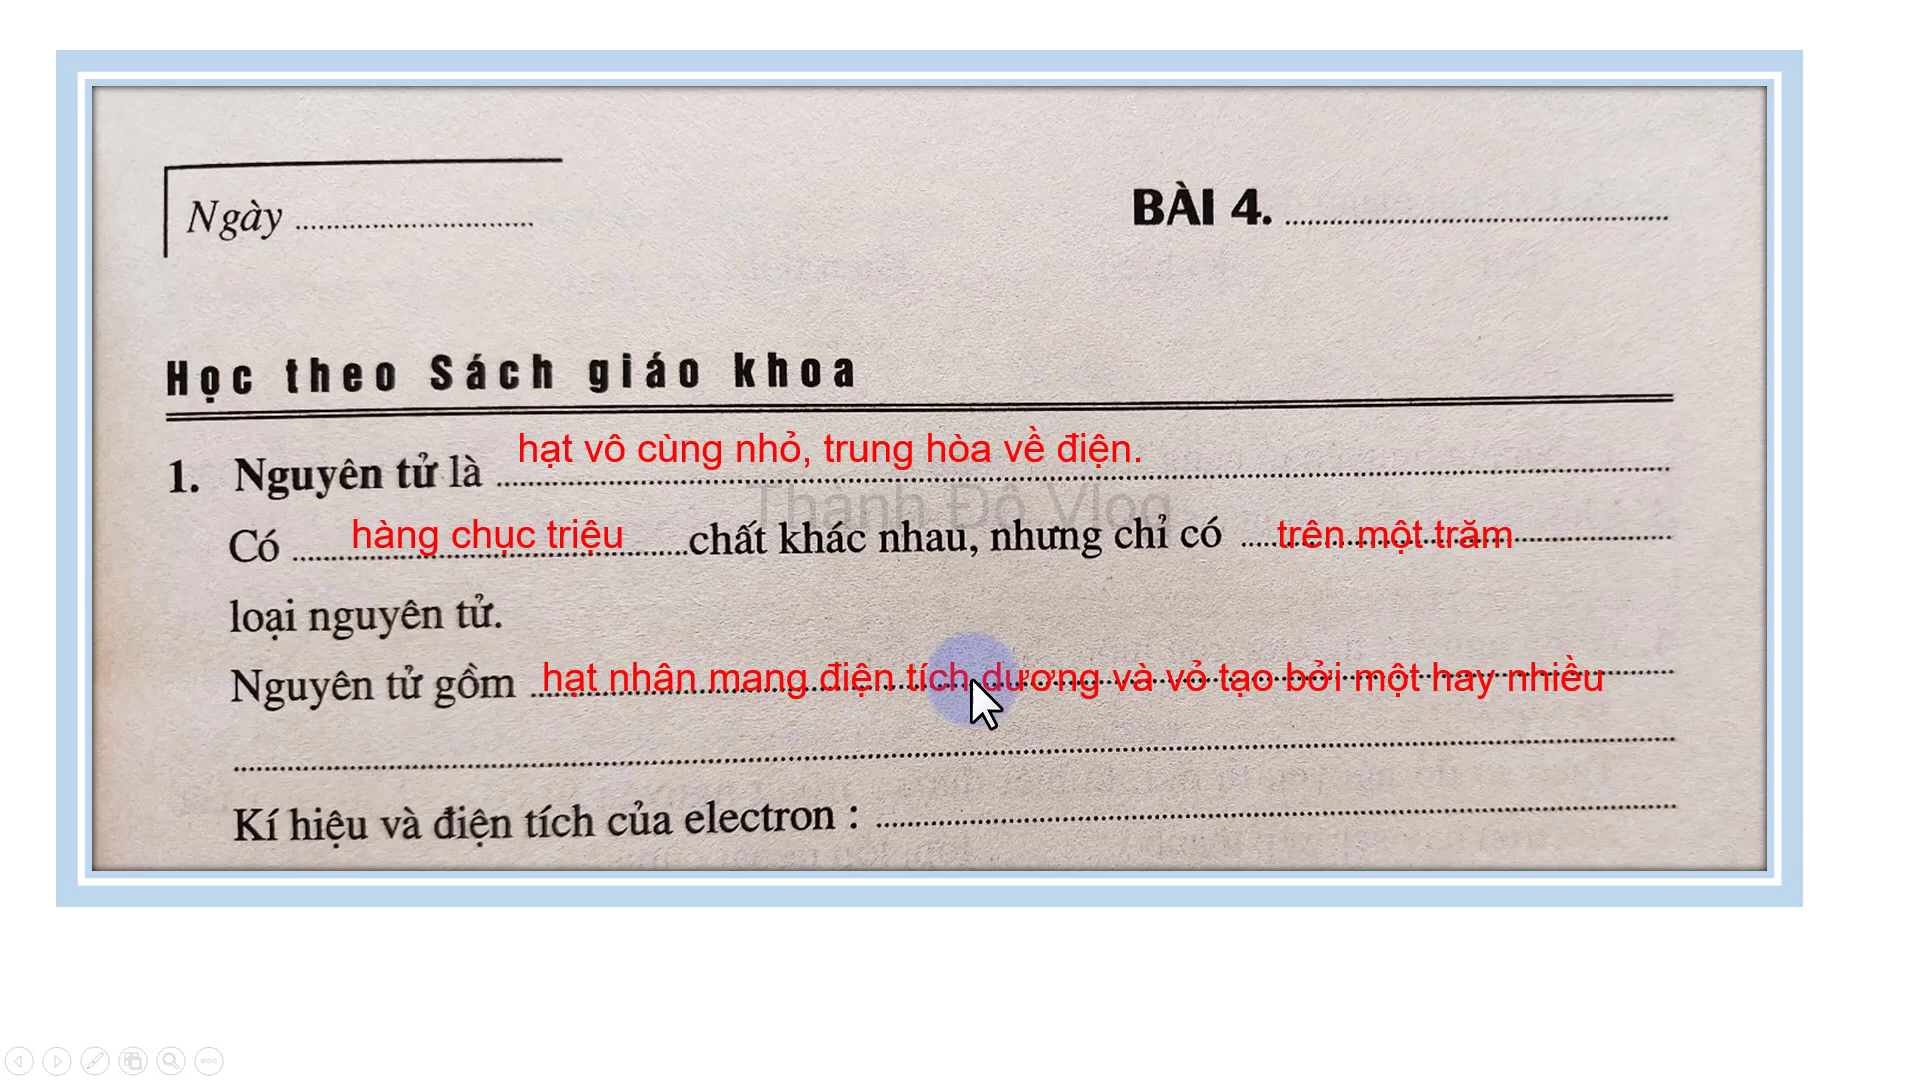 Ngày ..............................
BÀI 4. ..............................
Học theo Sách giáo khoa
1. Nguyên tử là hạt vô cùng nhỏ, trung hòa về điện.
Thành Đô Vlog
Có hàng chục triệu chất khác nhau, nhưng chỉ có trên một trăm
loại nguyên tử.
Nguyên tử gồm hạt nhân mang điện tích dương và vỏ tạo bởi một hay nhiều
Kí hiệu và điện tích của electron : ..............................